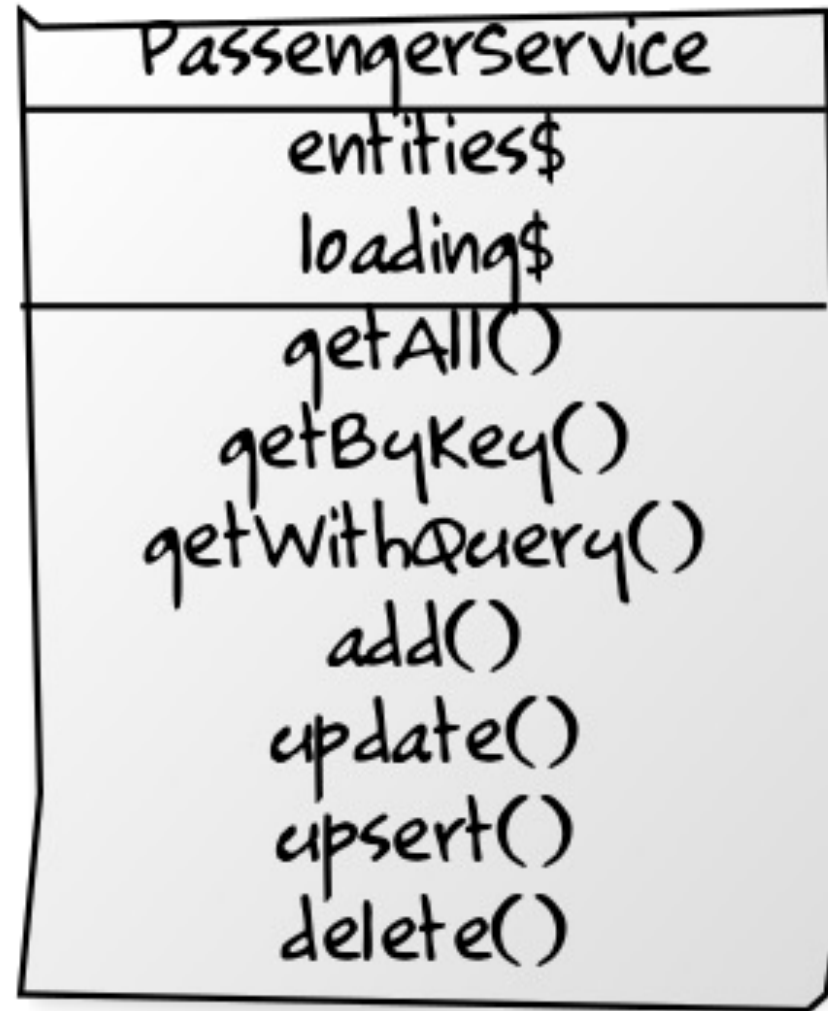 PassengerService
entities$
loading$
getAll()
getByKey()
getWithQuery()
add()
update()
upsert()
delete()